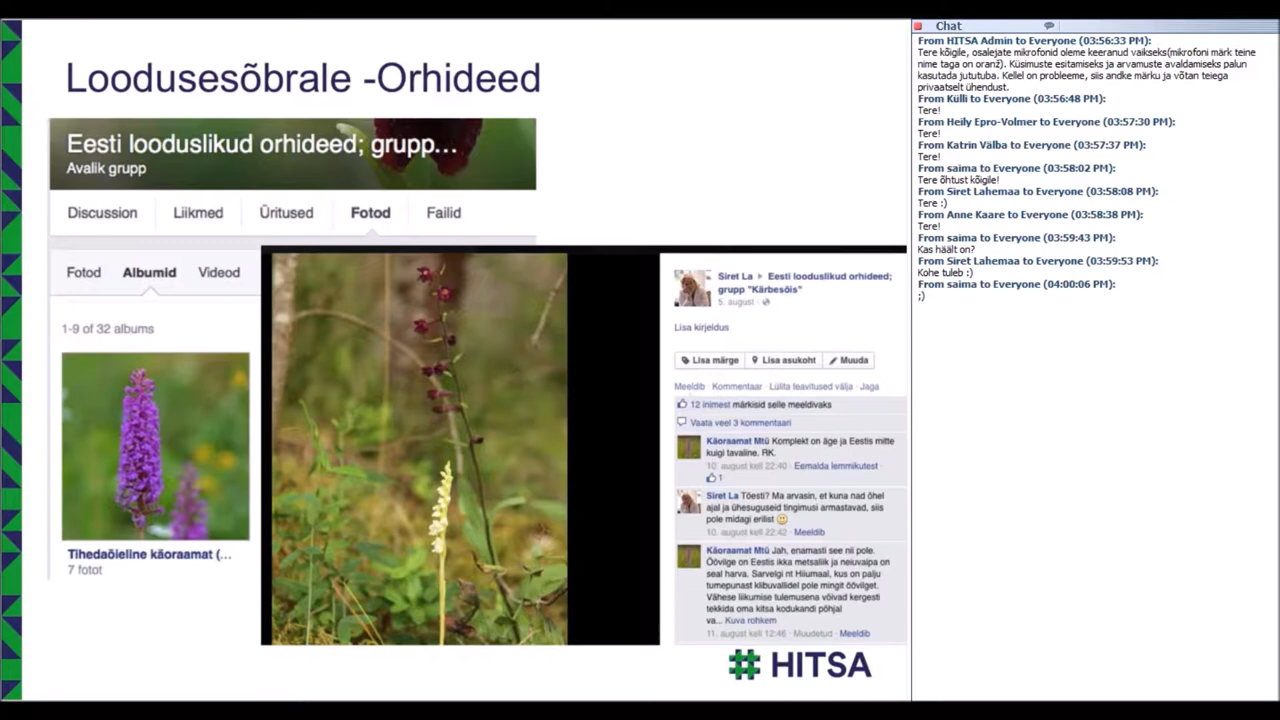 Loodusesõbrale -Orhideed
Eesti looduslikud orhideed; grupp...
Avalik grupp
Discussion Liikmed Üritused Fotod Failid
Fotod Albumid Videod
1-9 of 32 albums
Tihedaõieline käoraamat (...
7 fotot
Siret La ▸ Eesti looduslikud orhideed;
grupp "Kärbesõis"
5. august ·
Lisa kirjeldus
Lisa märge Lisa asukoht Muuda
Meeldib · Kommentaar · Lülita teavitused välja · Jaga
12 inimest märkisid selle meeldivaks
Vaata veel 3 kommentaari
Käoraamat Mtü Komplekt on äge ja Eestis mitte
kuigi tavaline. RK.
10. august kell 22:40 · Eemalda lemmikutest ·
1
Siret La Tõesti? Ma arvasin, et kuna nad õhel
ajal ja ühesuguseid tingimusi armastavad, siis
pole midagi erilist
10. august kell 22:42 · Meeldib
Käoraamat Mtü Jah, enamasti see nii pole.
Öövilge on Eestis ikka metsaliik ja neiuvaipa on
seal harva. Sarvelgi nt Hiiumaal, kus on palju
tumepunast klibuvallidel pole mingit öövilget.
Vähese liikumise tulemusena võivad kergesti
tekkida oma kitsa kodukandi põhjal
va... Kuva rohkem
11. august kell 12:46 · Muudetud · Meeldib
HITSA
Chat
From HITSA Admin to Everyone (03:56:33 PM):
Tere kõigile, osalejate mikrofonid oleme keeranud vaikseks(mikrofoni märk teine
nime taga on oranž). Küsimuste esitamiseks ja arvamuste avaldamiseks palun
kasutada jututuba. Kellel on probleeme, siis andke märku ja võtan teiega
privaatselt ühendust.
From Külli to Everyone (03:56:48 PM):
Tere!
From Heily Epro-Volmer to Everyone (03:57:30 PM):
Tere!
From Katrin Välba to Everyone (03:57:37 PM):
Tere!
From saima to Everyone (03:58:02 PM):
Tere õhtust kõigile!
From Siret Lahemaa to Everyone (03:58:08 PM):
Tere :)
From Anne Kaare to Everyone (03:58:38 PM):
Tere!
From saima to Everyone (03:59:43 PM):
Kas häält on?
From Siret Lahemaa to Everyone (03:59:53 PM):
Kohe tuleb :)
From saima to Everyone (04:00:06 PM):
;)